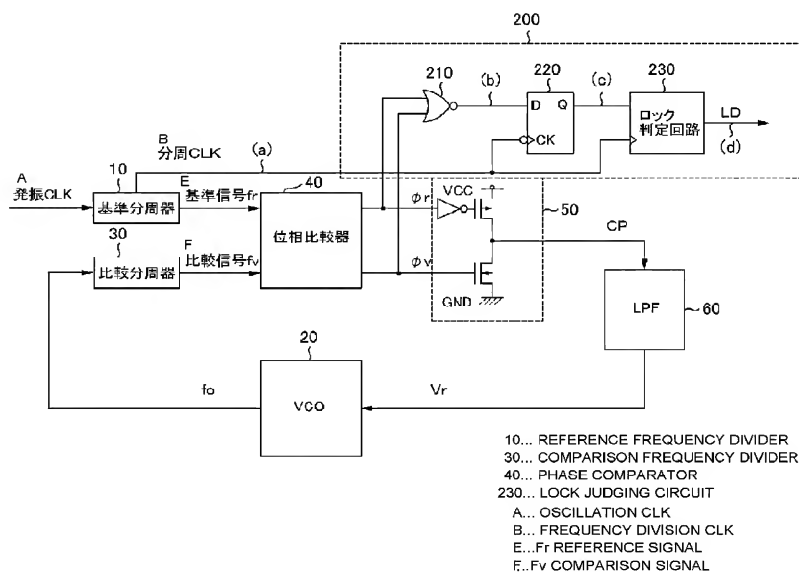 200
210
(b)
220
(c)
230
D Q
CK
ロック
判定回路
LD
(d)
B
分周CLK
(a)
A
発振CLK
10
基準分周器
E
基準信号fr
40
位相比較器
30
比較分周器
F
比較信号fv
φr
φv
VCC
GND
50
CP
LPF
60
20
VCO
fo
Vr
10... REFERENCE FREQUENCY DIVIDER
30... COMPARISON FREQUENCY DIVIDER
40... PHASE COMPARATOR
230... LOCK JUDGING CIRCUIT
A... OSCILLATION CLK
B... FREQUENCY DIVISION CLK
E...Fr REFERENCE SIGNAL
F...Fv COMPARISON SIGNAL